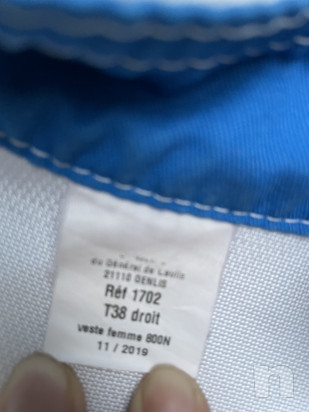 du Général de Gaulle
21110 GENLIS
Réf 1702
T38 droit
veste femme 800N
11 / 2019
n